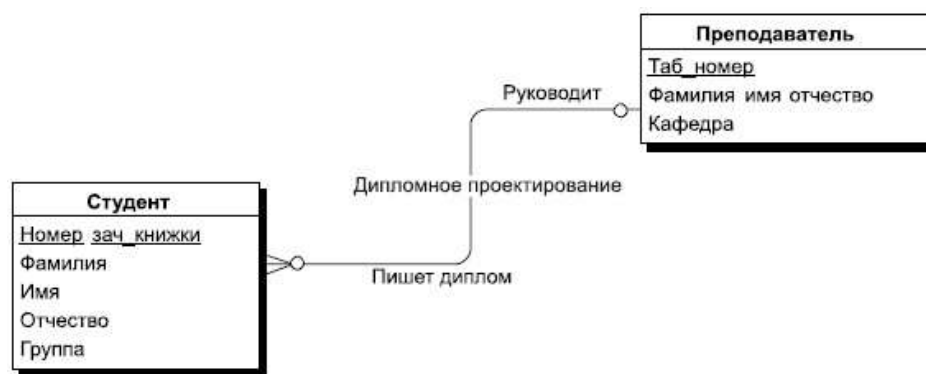 Преподаватель
Таб_номер
Фамилия имя отчество
Кафедра
Руководит
Дипломное проектирование
Пишет диплом
Студент
Номер зач_книжки
Фамилия
Имя
Отчество
Группа